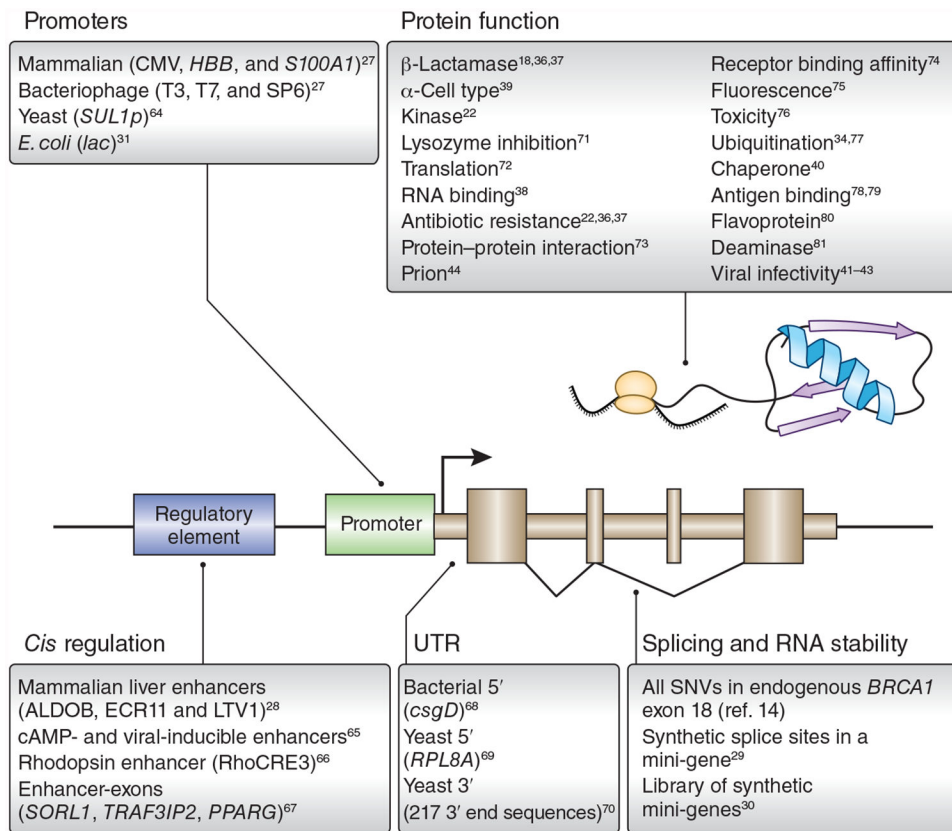 Promoters
Mammalian (CMV, HBB, and S100A1)27
Bacteriophage (T3, T7, and SP6)27
Yeast (SUL1p)64
E. coli (lac)31
Protein function
β-Lactamase18,36,37
α-Cell type39
Kinase22
Lysozyme inhibition71
Translation72
RNA binding38
Antibiotic resistance22,36,37
Protein–protein interaction73
Prion44
Receptor binding affinity74
Fluorescence75
Toxicity76
Ubiquitination34,77
Chaperone40
Antigen binding78,79
Flavoprotein80
Deaminase81
Viral infectivity41–43
Regulatory
element
Promoter
Cis regulation
Mammalian liver enhancers
(ALDOB, ECR11 and LTV1)28
cAMP- and viral-inducible enhancers65
Rhodopsin enhancer (RhoCRE3)66
Enhancer-exons
(SORL1, TRAF3IP2, PPARG)67
UTR
Bacterial 5′
(csgD)68
Yeast 5′
(RPL8A)69
Yeast 3′
(217 3′ end sequences)70
Splicing and RNA stability
All SNVs in endogenous BRCA1
exon 18 (ref. 14)
Synthetic splice sites in a
mini-gene29
Library of synthetic
mini-genes30